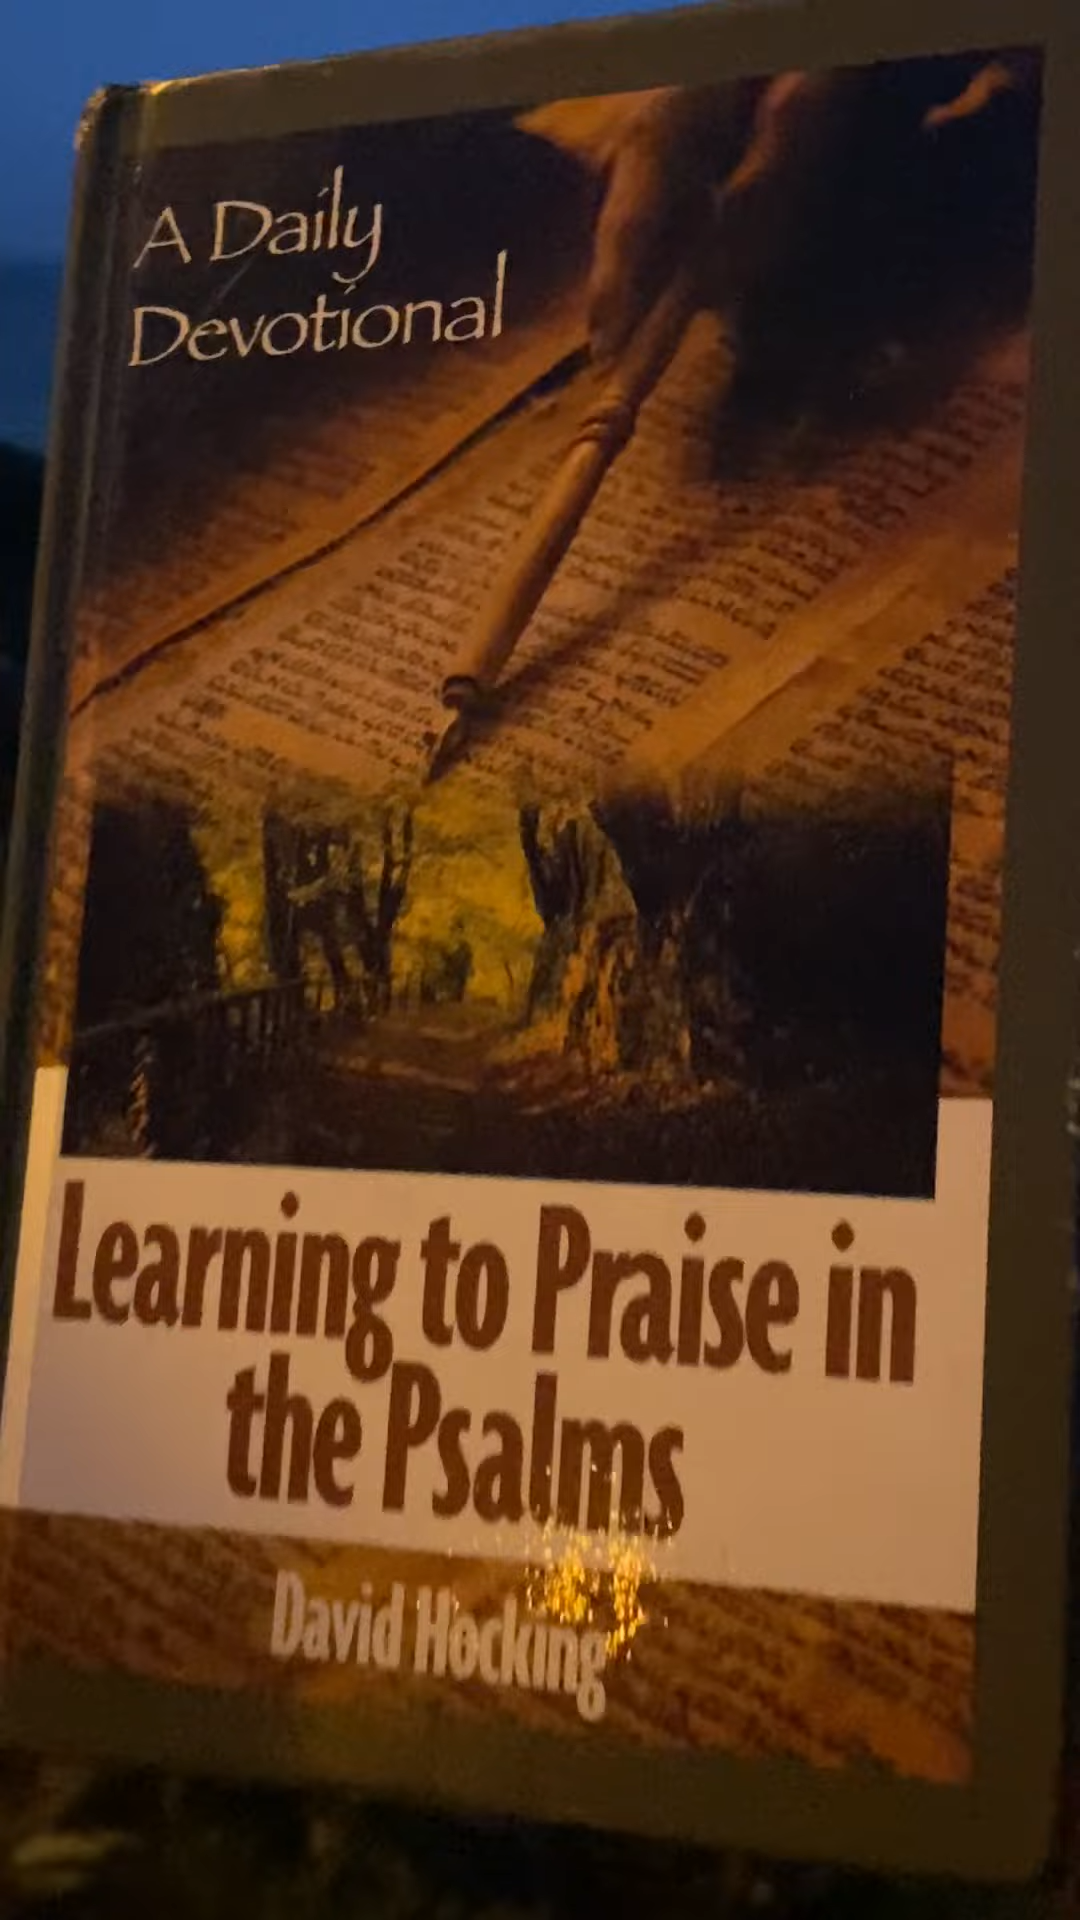 A Daily
Devotional
Learning to Praise in
the Psalms
David Hocking